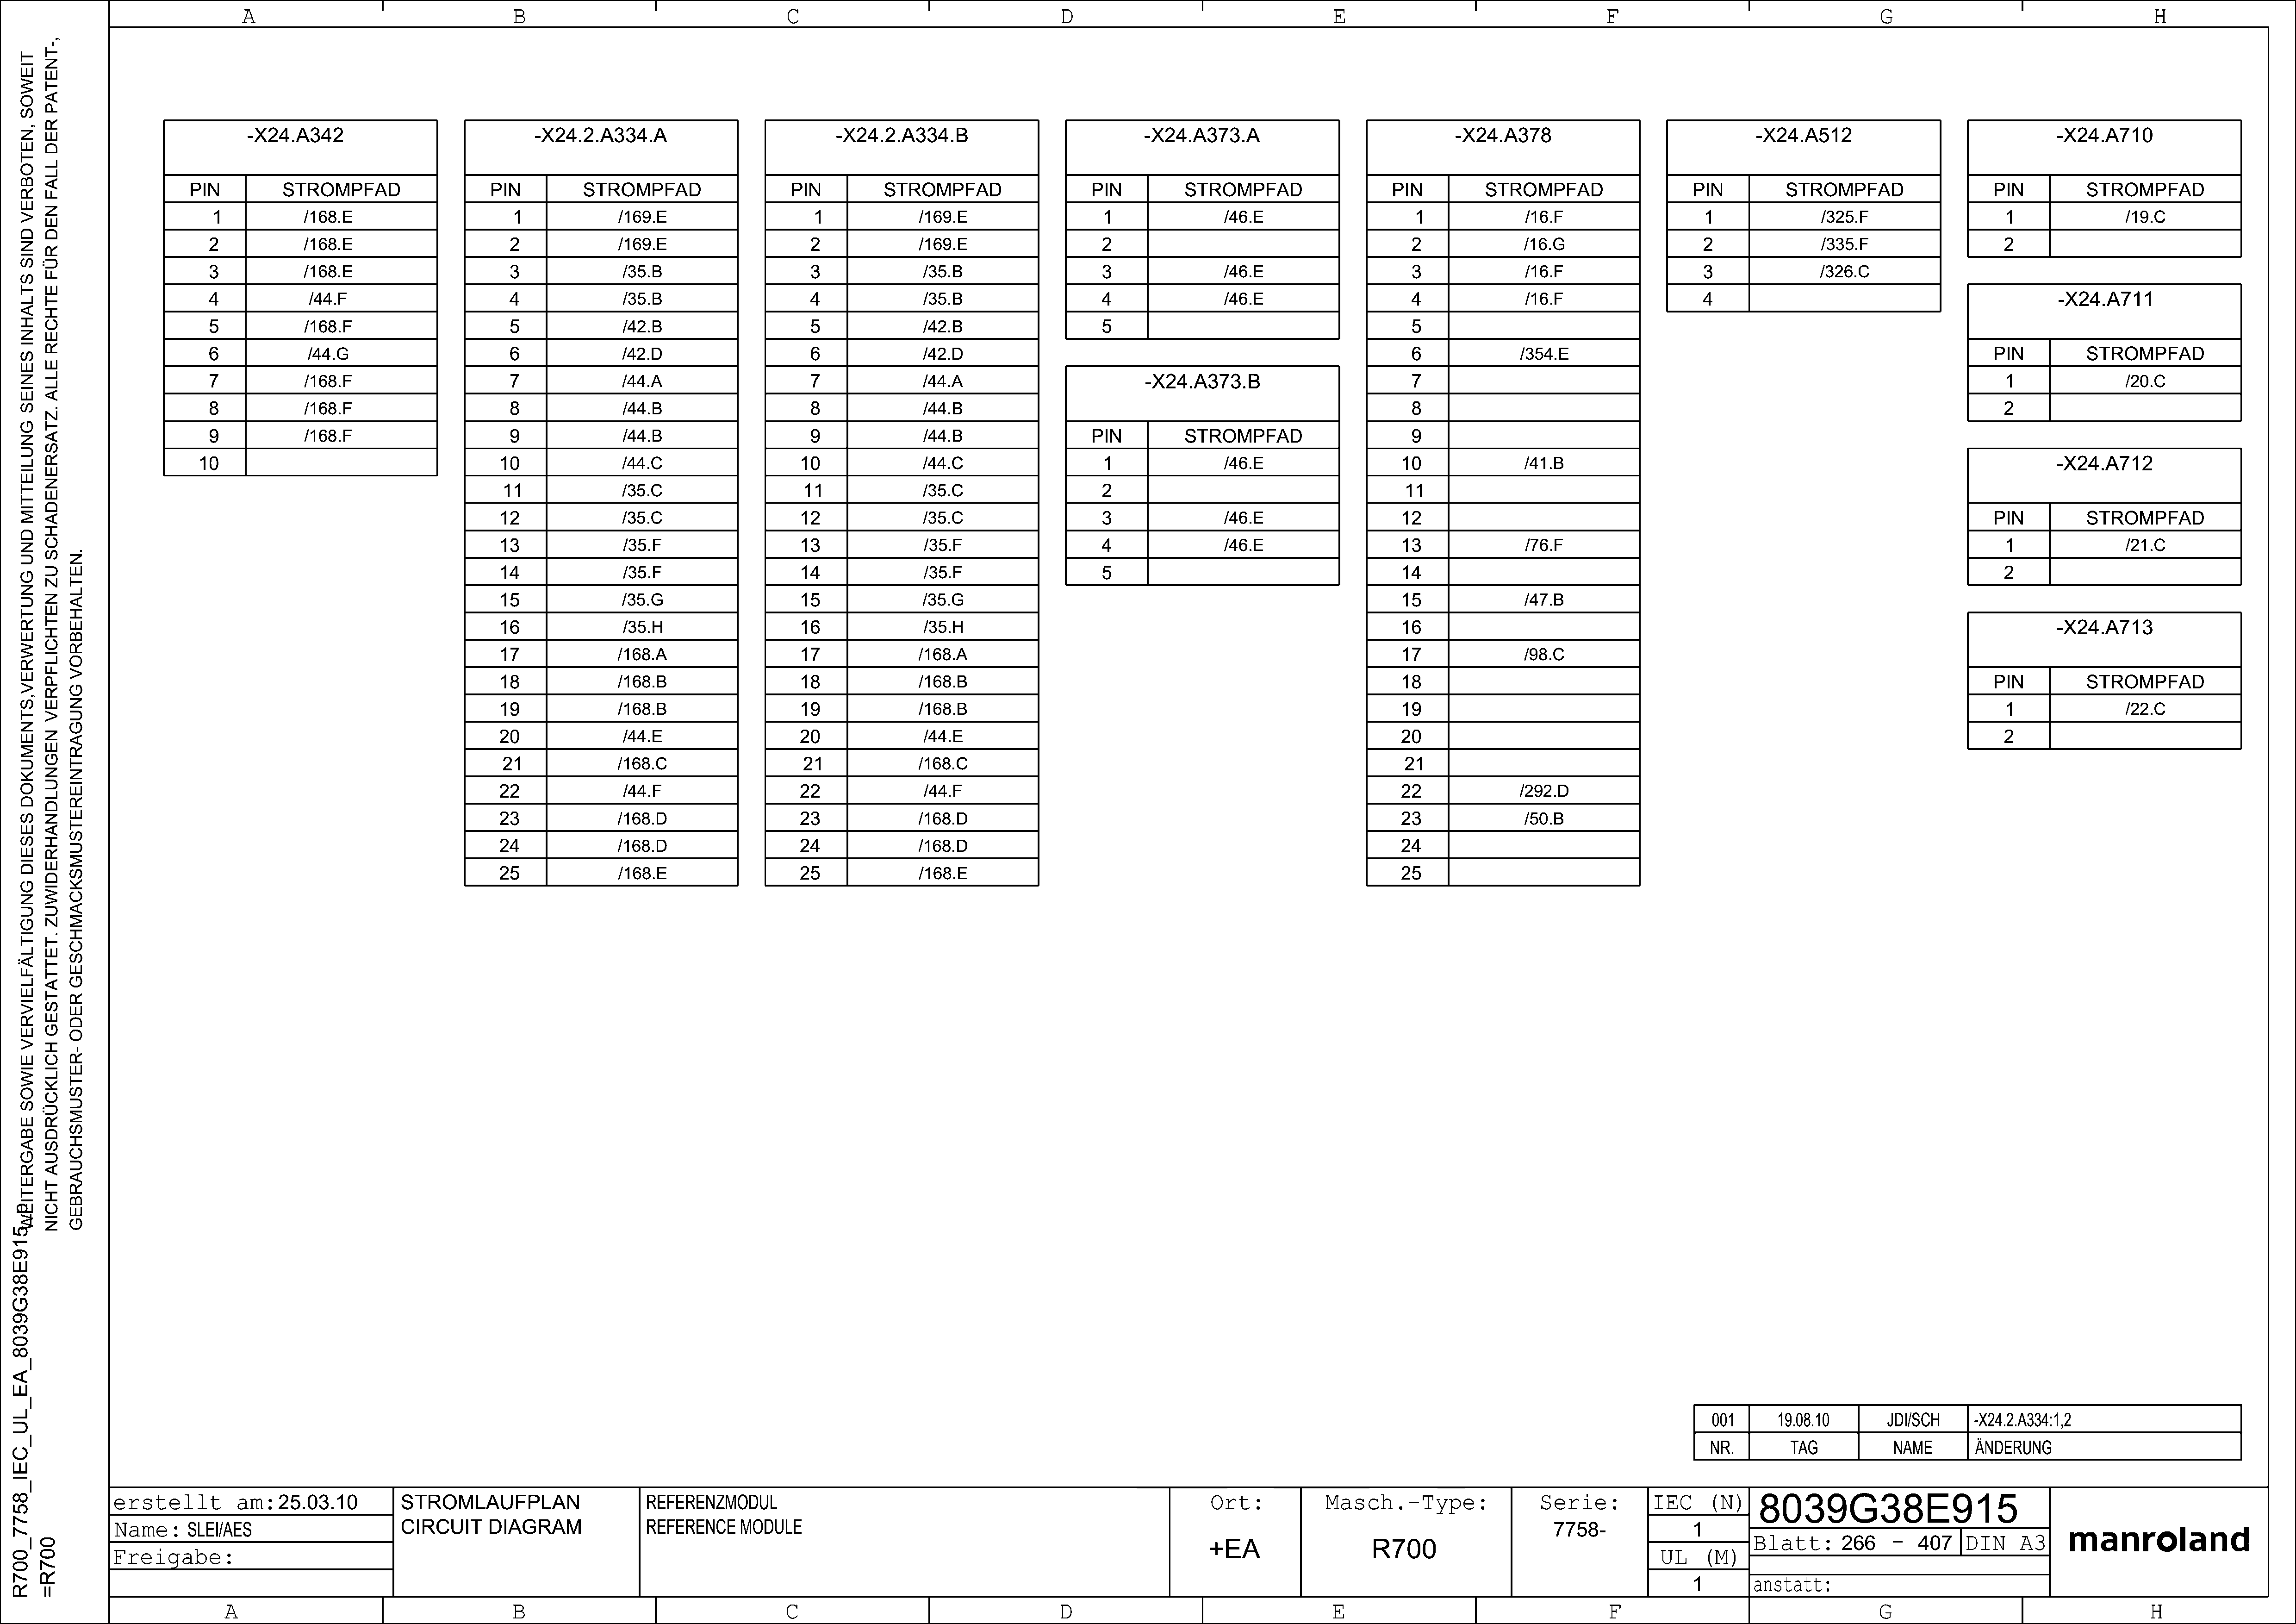 A B C D E F G H
-X24.A342
PIN STROMPFAD
1 /168.E
2 /168.E
3 /168.E
4 /44.F
5 /168.F
6 /44.G
7 /168.F
8 /168.F
9 /168.F
10
-X24.2.A334.A
PIN STROMPFAD
1 /169.E
2 /169.E
3 /35.B
4 /35.B
5 /42.B
6 /42.D
7 /44.A
8 /44.B
9 /44.B
10 /44.C
11 /35.C
12 /35.C
13 /35.F
14 /35.F
15 /35.G
16 /35.H
17 /168.A
18 /168.B
19 /168.B
20 /44.E
21 /168.C
22 /44.F
23 /168.D
24 /168.D
25 /168.E
-X24.2.A334.B
PIN STROMPFAD
1 /169.E
2 /169.E
3 /35.B
4 /35.B
5 /42.B
6 /42.D
7 /44.A
8 /44.B
9 /44.B
10 /44.C
11 /35.C
12 /35.C
13 /35.F
14 /35.F
15 /35.G
16 /35.H
17 /168.A
18 /168.B
19 /168.B
20 /44.E
21 /168.C
22 /44.F
23 /168.D
24 /168.D
25 /168.E
-X24.A373.A
PIN STROMPFAD
1 /46.E
2
3 /46.E
4 /46.E
5
-X24.A373.B
PIN STROMPFAD
1 /46.E
2
3 /46.E
4 /46.E
5
-X24.A378
PIN STROMPFAD
1 /16.F
2 /16.G
3 /16.F
4 /16.F
5
6 /354.E
7
8
9
10 /41.B
11
12
13 /76.F
14
15 /47.B
16
17 /98.C
18
19
20
21
22 /292.D
23 /50.B
24
25
-X24.A512
PIN STROMPFAD
1 /325.F
2 /335.F
3 /326.C
4
-X24.A710
PIN STROMPFAD
1 /19.C
2
-X24.A711
PIN STROMPFAD
1 /20.C
2
-X24.A712
PIN STROMPFAD
1 /21.C
2
-X24.A713
PIN STROMPFAD
1 /22.C
2
WEITERGABE SOWIE VERVIELFÄLTIGUNG DIESES DOKUMENTS,VERWERTUNG UND MITTEILUNG SEINES INHALTS SIND VERBOTEN, SOWEIT
NICHT AUSDRÜCKLICH GESTATTET. ZUWIDERHANDLUNGEN VERPFLICHTEN ZU SCHADENERSATZ. ALLE RECHTE FÜR DEN FALL DER PATENT-,
GEBRAUCHSMUSTER- ODER GESCHMACKSMUSTEREINTRAGUNG VORBEHALTEN.
=R700
001 19.08.10 JDI/SCH -X24.2.A334:1,2
NR. TAG NAME ÄNDERUNG
erstellt am: 25.03.10
Name: SLEI/AES
Freigabe:
STROMLAUFPLAN
CIRCUIT DIAGRAM
REFERENZMODUL
REFERENCE MODULE
Ort:
+EA
Masch.-Type:
R700
Serie:
7758-
IEC (N)
1
UL (M)
1
8039G38E915
Blatt: 266 - 407 DIN A3
anstatt:
manroland
A B C D E F G H